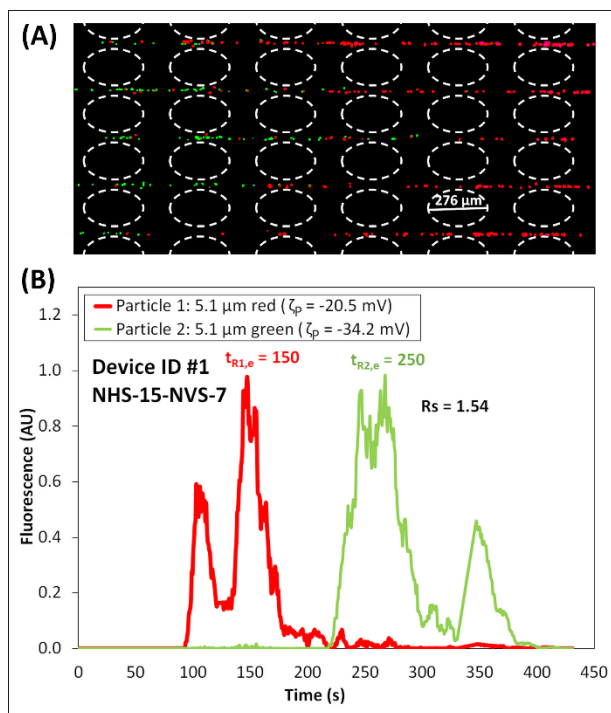 (A)
276 μm
(B)
Particle 1: 5.1 μm red (ζP = -20.5 mV)
Particle 2: 5.1 μm green (ζP = -34.2 mV)
Device ID #1
NHS-15-NVS-7
tR1,e = 150
tR2,e = 250
Rs = 1.54
Fluorescence (AU)
1.2
1.0
0.8
0.6
0.4
0.2
0.0
0 50 100 150 200 250 300 350 400 450
Time (s)